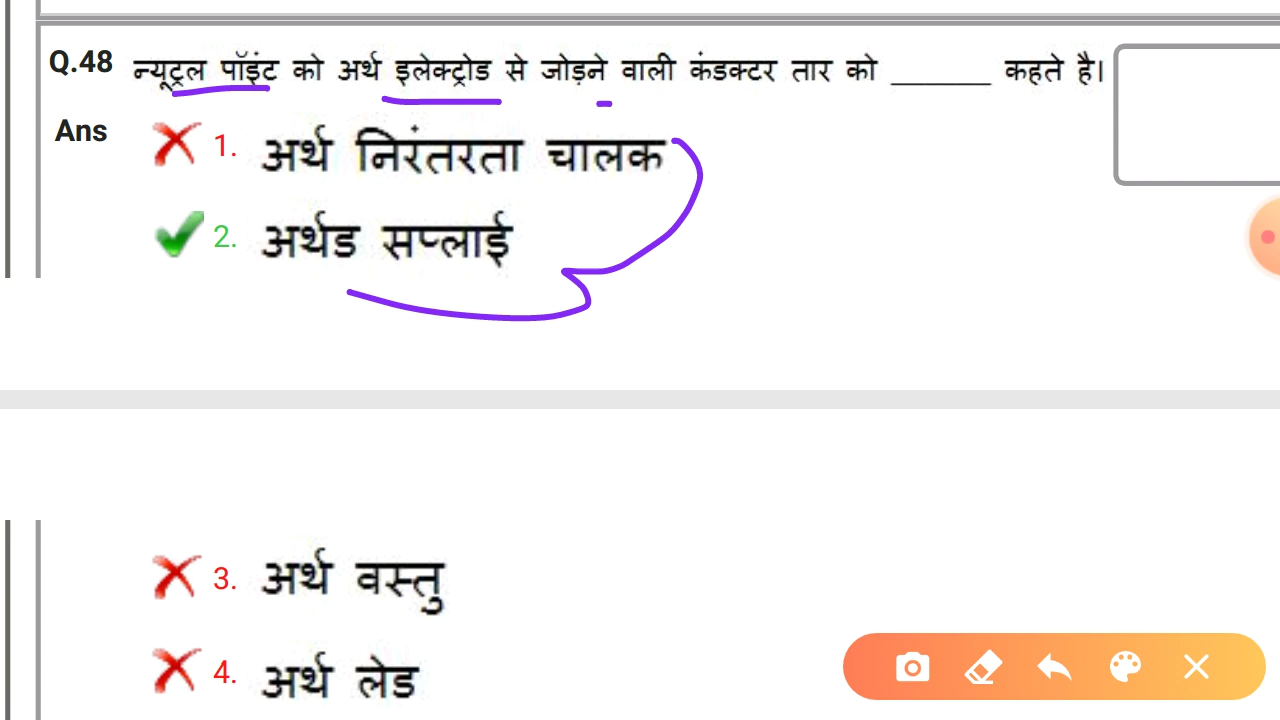 Q.48 न्यूट्रल पॉइंट को अर्थ इलेक्ट्रोड से जोड़ने वाली कंडक्टर तार को ________ कहते है।
Ans 1. अर्थ निरंतरता चालक
2. अर्थड सप्लाई
3. अर्थ वस्तु
4. अर्थ लेड